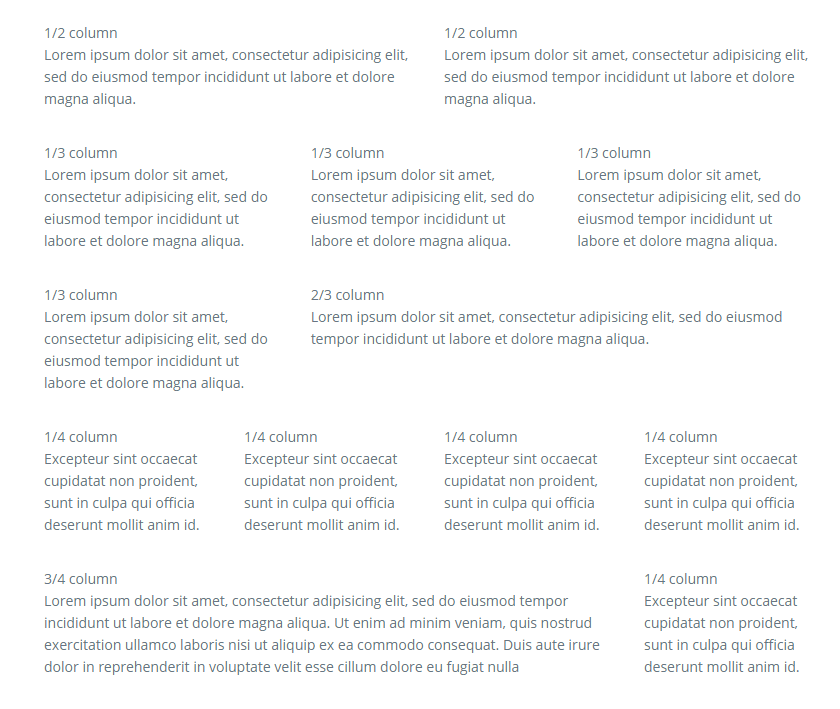 1/2 column
Lorem ipsum dolor sit amet, consectetur adipisicing elit,
sed do eiusmod tempor incididunt ut labore et dolore
magna aliqua.
1/2 column
Lorem ipsum dolor sit amet, consectetur adipisicing elit,
sed do eiusmod tempor incididunt ut labore et dolore
magna aliqua.
1/3 column
Lorem ipsum dolor sit amet,
consectetur adipisicing elit, sed do
eiusmod tempor incididunt ut
labore et dolore magna aliqua.
1/3 column
Lorem ipsum dolor sit amet,
consectetur adipisicing elit, sed do
eiusmod tempor incididunt ut
labore et dolore magna aliqua.
1/3 column
Lorem ipsum dolor sit amet,
consectetur adipisicing elit, sed do
eiusmod tempor incididunt ut
labore et dolore magna aliqua.
1/3 column
Lorem ipsum dolor sit amet,
consectetur adipisicing elit, sed do
eiusmod tempor incididunt ut
labore et dolore magna aliqua.
2/3 column
Lorem ipsum dolor sit amet, consectetur adipisicing elit, sed do eiusmod
tempor incididunt ut labore et dolore magna aliqua.
1/4 column
Excepteur sint occaecat
cupidatat non proident,
sunt in culpa qui officia
deserunt mollit anim id.
1/4 column
Excepteur sint occaecat
cupidatat non proident,
sunt in culpa qui officia
deserunt mollit anim id.
1/4 column
Excepteur sint occaecat
cupidatat non proident,
sunt in culpa qui officia
deserunt mollit anim id.
1/4 column
Excepteur sint occaecat
cupidatat non proident,
sunt in culpa qui officia
deserunt mollit anim id.
3/4 column
Lorem ipsum dolor sit amet, consectetur adipisicing elit, sed do eiusmod tempor
incididunt ut labore et dolore magna aliqua. Ut enim ad minim veniam, quis nostrud
exercitation ullamco laboris nisi ut aliquip ex ea commodo consequat. Duis aute irure
dolor in reprehenderit in voluptate velit esse cillum dolore eu fugiat nulla
1/4 column
Excepteur sint occaecat
cupidatat non proident,
sunt in culpa qui officia
deserunt mollit anim id.